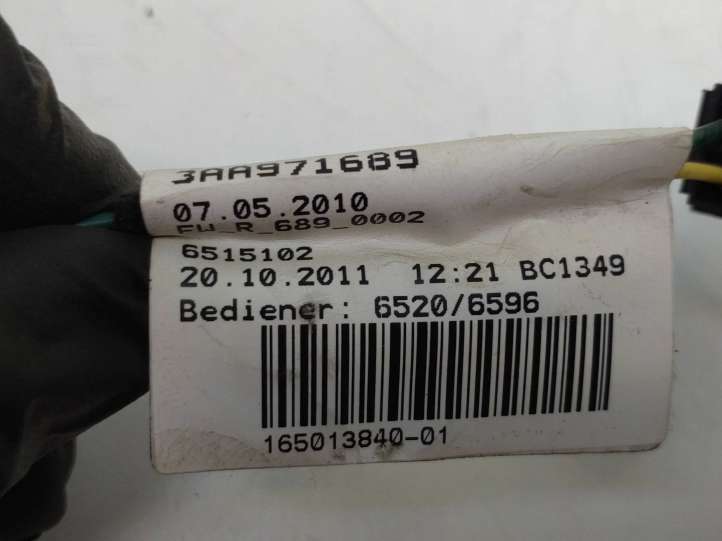 3AA971689
07.05.2010
FW_R_689_0002
6515102
20.10.2011 12:21 BC1349
Bediener: 6520/6596
165013840-01